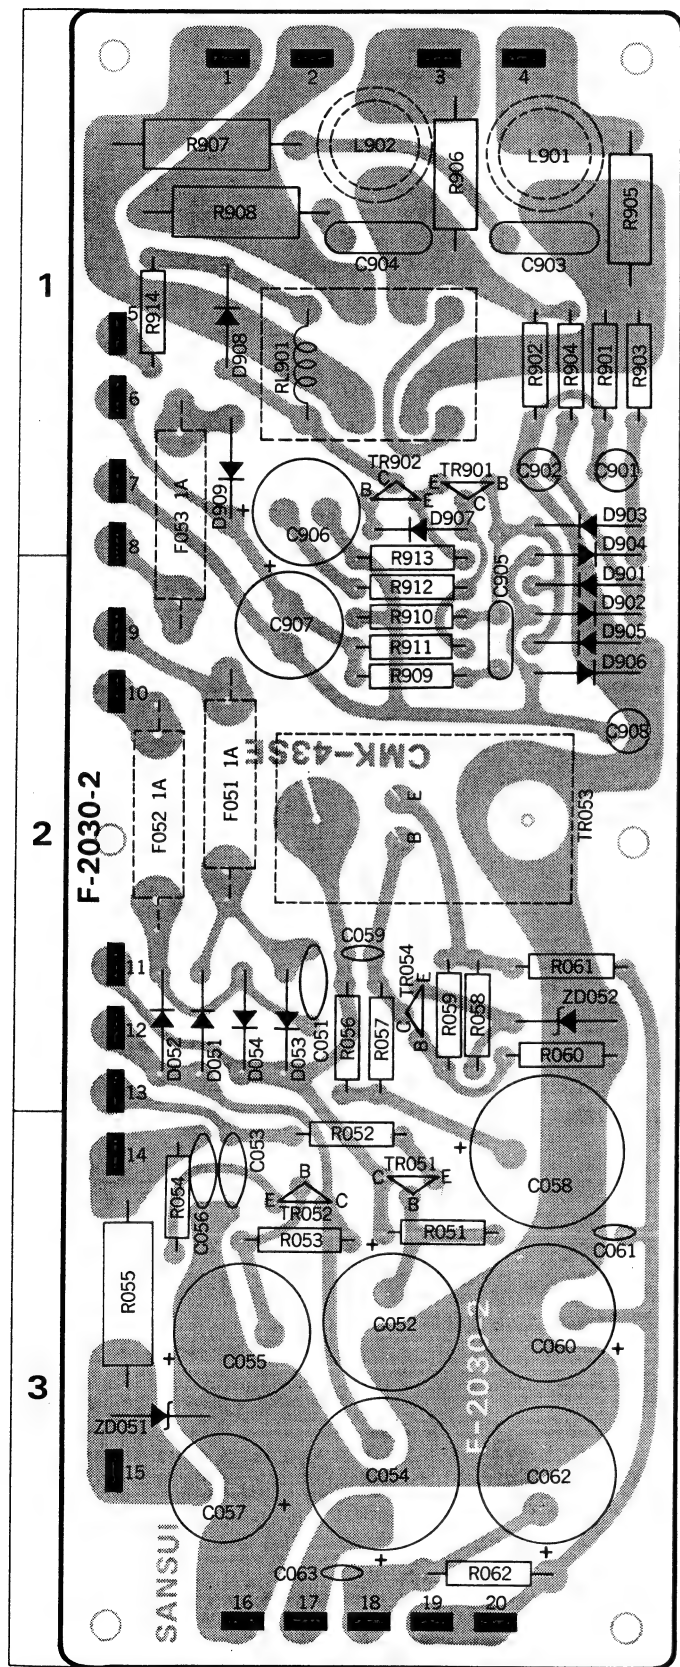 1 2 3 4
R907 L902 R906 L901
R908 R905
C904 C903
1
5 R914 D908 RL901 R902 R904 R901 R903
6
TR902 TR901
C B E E B C
C902 C901
7 F053 1A D909 + D907 D903
C906 D904
8 + R913 C905 D901
R912 D902
C907 R910 D905
9 R911 D906
R909
10 C908
CMK-43SE
F-2030-2
2
F052 1A F051 1A E B TR053
C059 TR054
11 E C B R061
C051 R056 R057 R059 R058 ZD052
12 D052 D051 D054 D053 R060
13
R052 +
14 C053 TR051
R054 C056 B E C TR052 C E B C058
R053 + R051 C061
R055
C055 C052 C060
+ +
3
F-2030-2
ZD051
15 C054 C062
C057 +
SANSUI
C063 + + R062
16 17 18 19 20